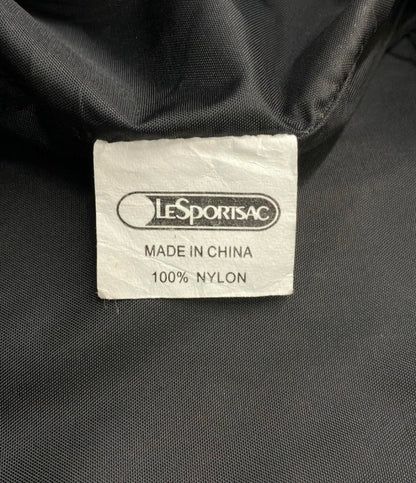 LESPORTSAC
MADE IN CHINA
100% NYLON